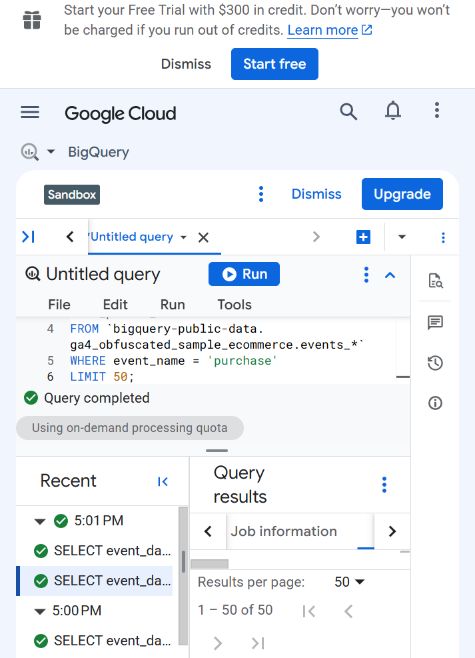 Start your Free Trial with $300 in credit. Don't worry—you won't
be charged if you run out of credits. Learn more
Dismiss
Start free
Google Cloud
BigQuery
Sandbox
Dismiss
Upgrade
Untitled query
Untitled query
Run
File
Edit
Run
Tools
4 FROM `bigquery-public-data.
ga4_obfuscated_sample_ecommerce.events_*`
5 WHERE event_name = 'purchase'
6 LIMIT 50;
Query completed
Using on-demand processing quota
Recent
5:01 PM
SELECT event_da...
SELECT event_da...
5:00 PM
SELECT event_da...
Query
results
Job information
Results per page: 50
1 – 50 of 50